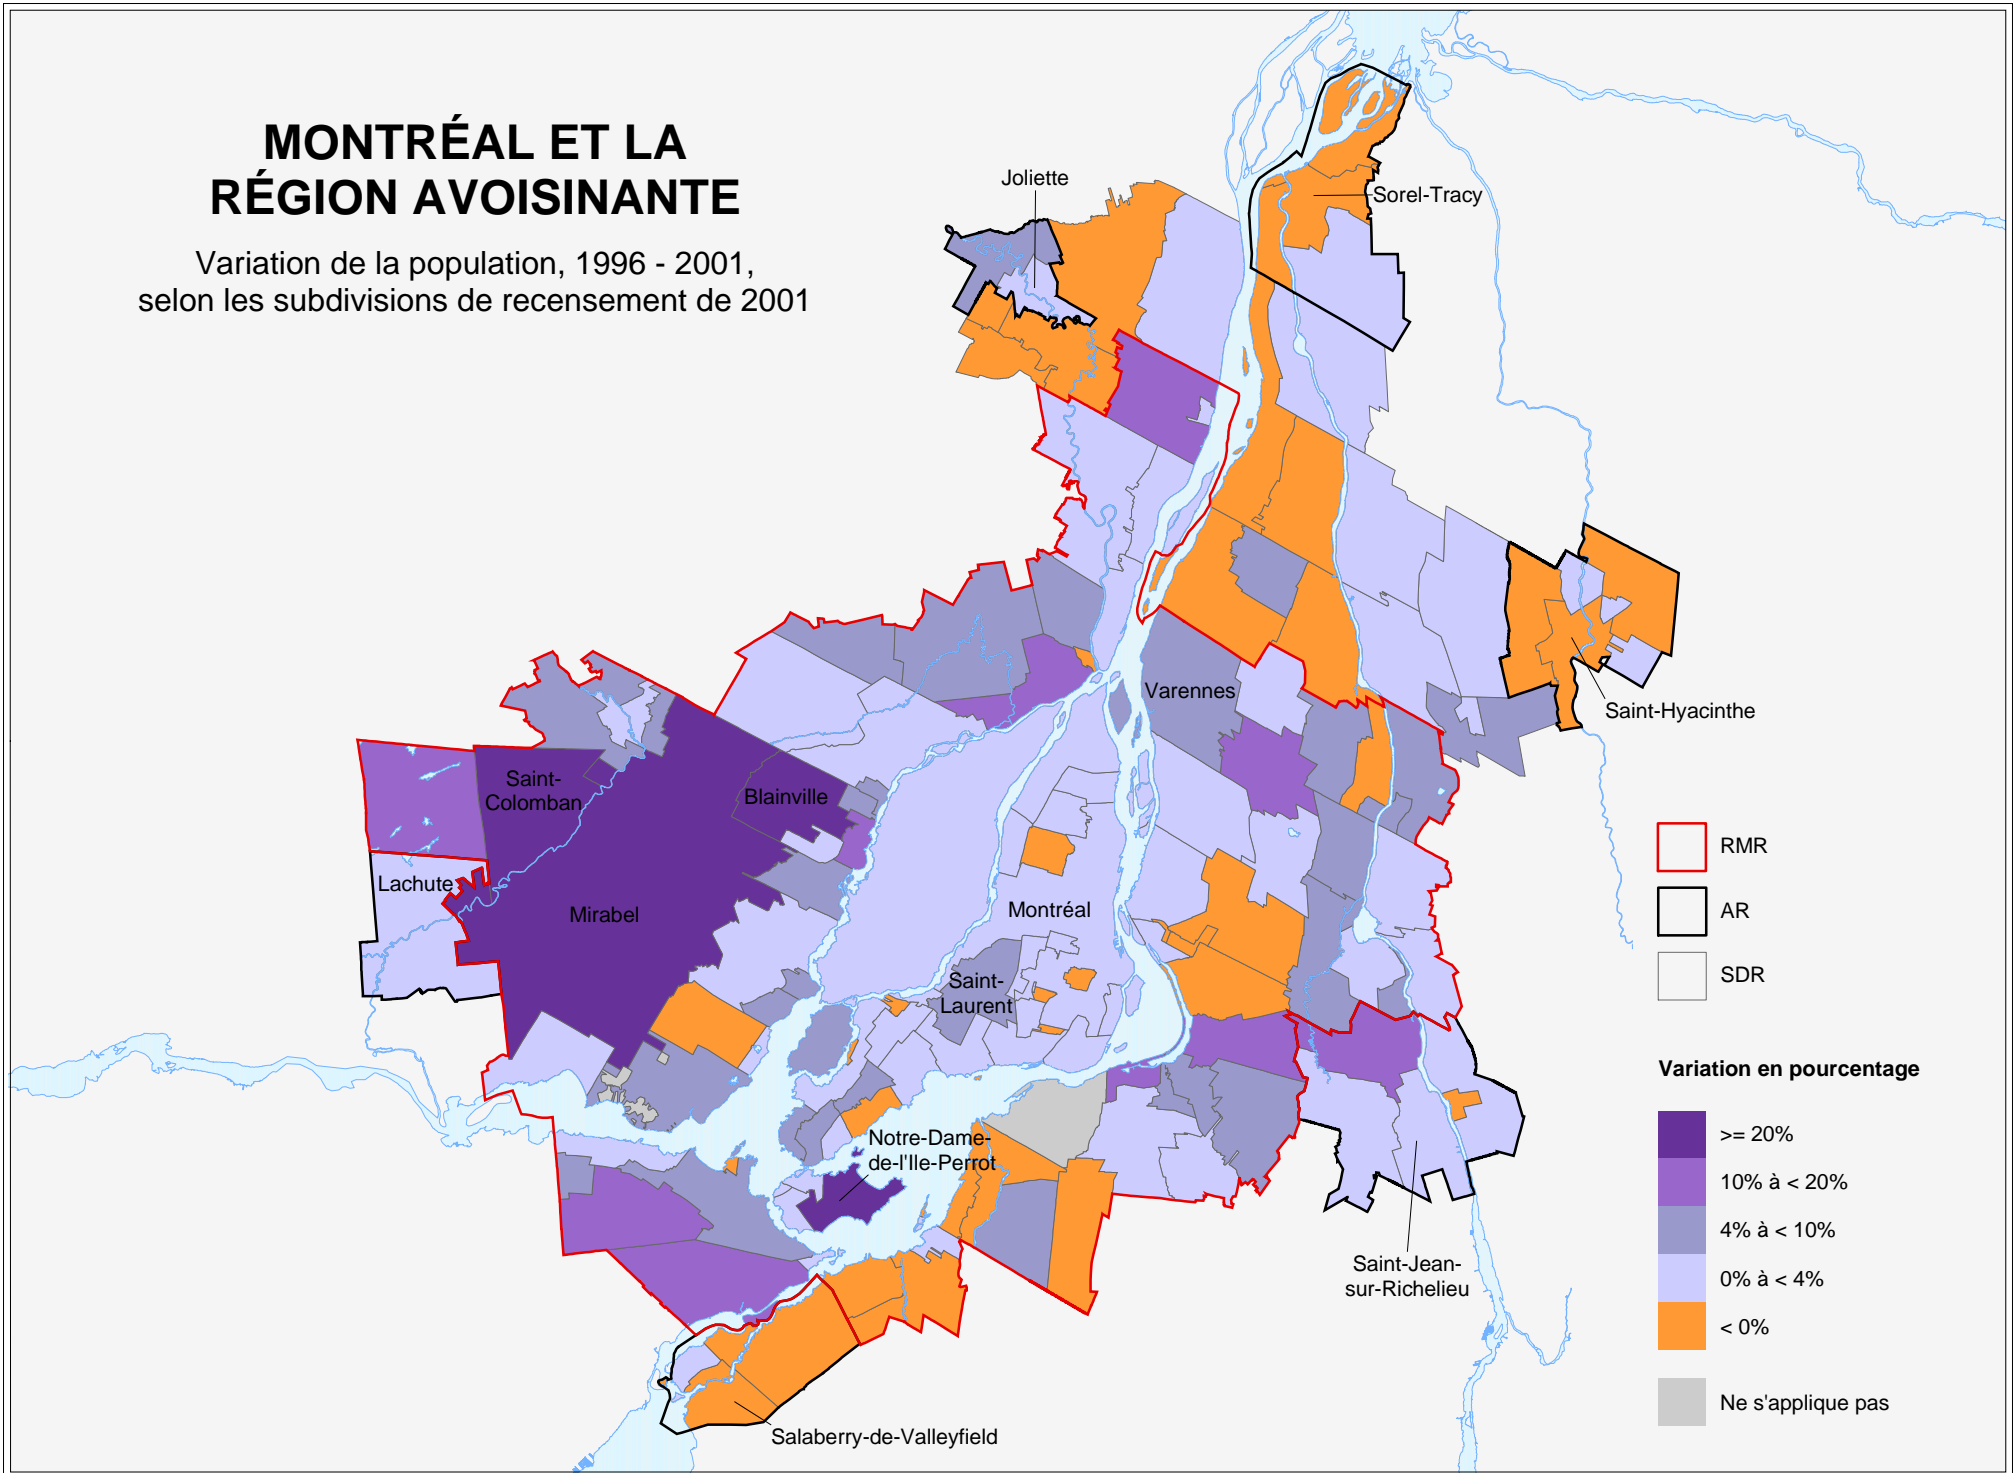 MONTRÉAL ET LA
RÉGION AVOISINANTE
Variation de la population, 1996 - 2001,
selon les subdivisions de recensement de 2001
Joliette
Sorel-Tracy
Varennes
Saint-Hyacinthe
Saint-
Colomban
Blainville
Lachute
Mirabel
Montréal
Saint-
Laurent
Notre-Dame-
de-l'Ile-Perrot
Saint-Jean-
sur-Richelieu
Salaberry-de-Valleyfield
RMR
AR
SDR
Variation en pourcentage
>= 20%
10% à < 20%
4% à < 10%
0% à < 4%
< 0%
Ne s'applique pas